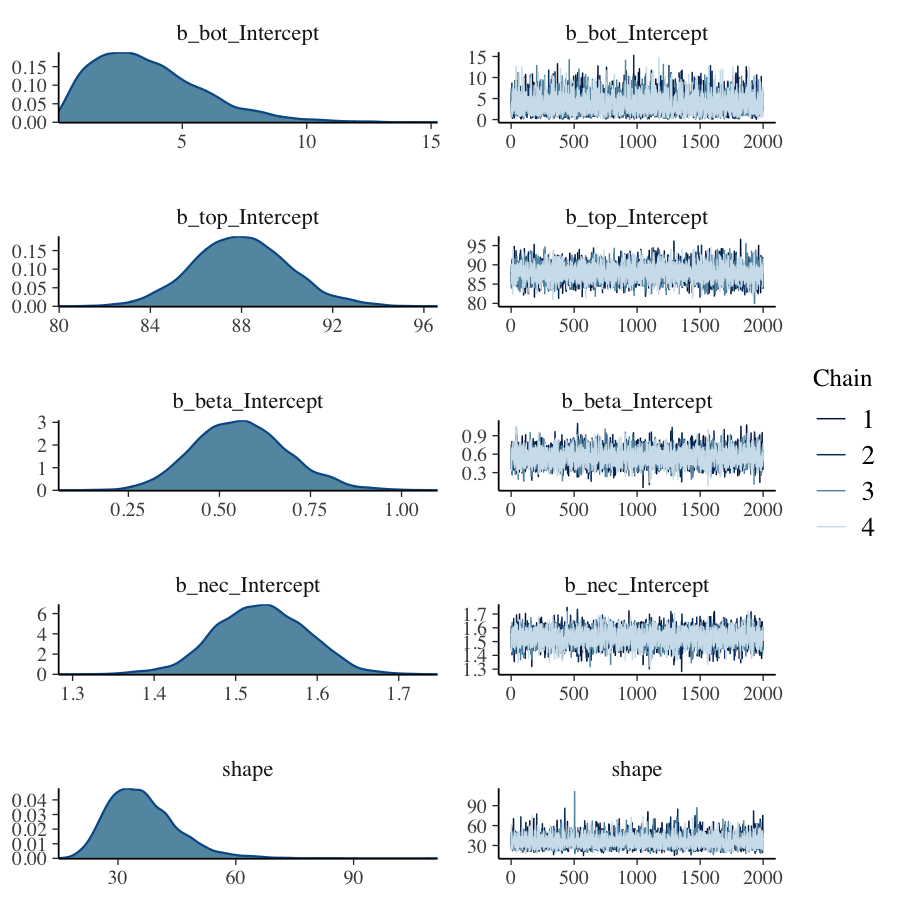 b_bot_Intercept
0.15
0.10
0.05
0.00
5 10 15
b_bot_Intercept
15
10
5
0
0 500 1000 1500 2000
b_top_Intercept
0.15
0.10
0.05
0.00
80 84 88 92 96
b_top_Intercept
95
90
85
80
0 500 1000 1500 2000
b_beta_Intercept
3
2
1
0
0.25 0.50 0.75 1.00
b_beta_Intercept
0.9
0.6
0.3
0 500 1000 1500 2000
b_nec_Intercept
6
4
2
0
1.3 1.4 1.5 1.6 1.7
b_nec_Intercept
1.7
1.6
1.5
1.4
1.3
0 500 1000 1500 2000
shape
0.04
0.03
0.02
0.01
0.00
30 60 90
shape
90
60
30
0 500 1000 1500 2000
Chain
1
2
3
4